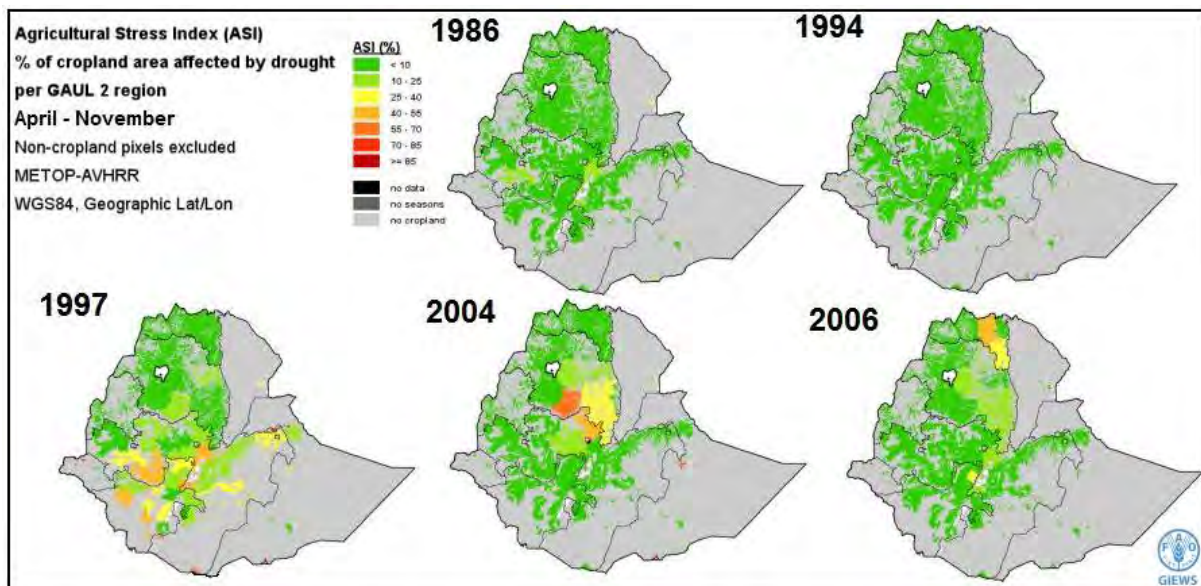 Agricultural Stress Index (ASI)
% of cropland area affected by drought
per GAUL 2 region
April - November
Non-cropland pixels excluded
METOP-AVHRR
WGS84, Geographic Lat/Lon
ASI (%)
< 10
10 - 25
25 - 40
40 - 55
55 - 70
70 - 85
>= 85
no data
no seasons
no cropland
1986
1994
1997
2004
2006
F A O
GIEWS